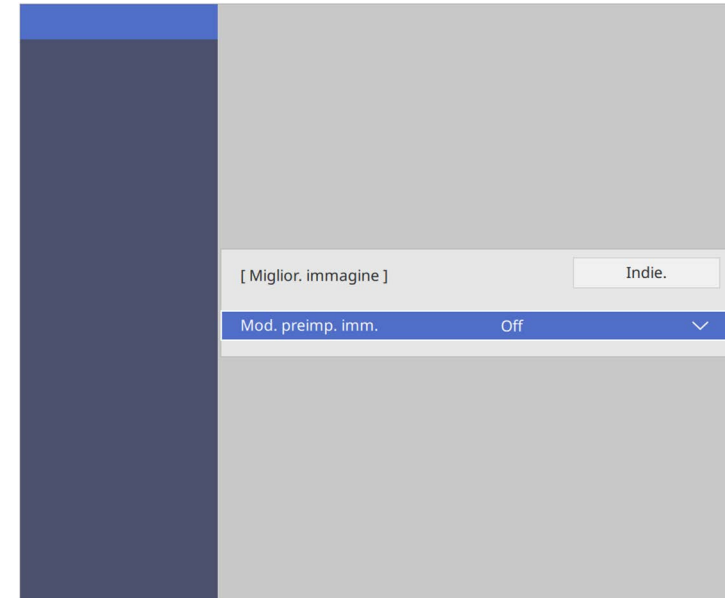 [ Miglior. immagine ]
Indie.
Mod. preimp. imm. Off